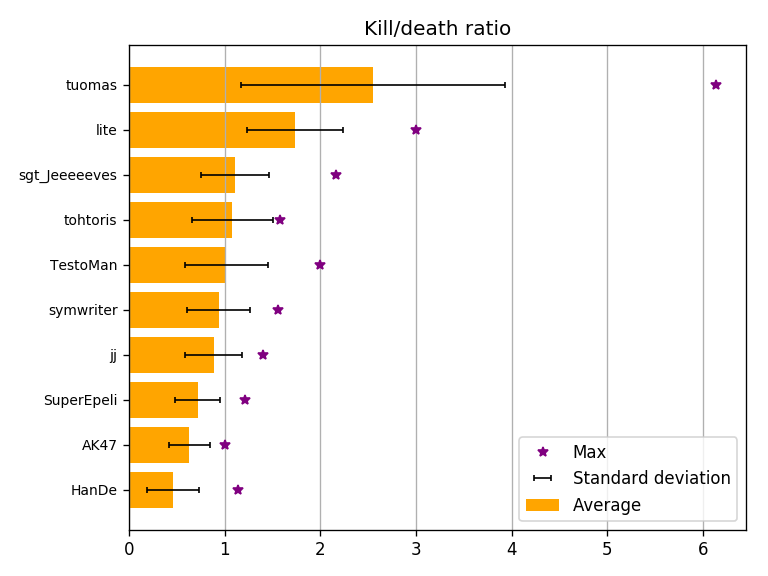 Kill/death ratio
tuomas
lite
sgt_Jeeeeeves
tohtoris
TestoMan
symwriter
jj
SuperEpeli
AK47
HanDe
Max
Standard deviation
Average
0 1 2 3 4 5 6